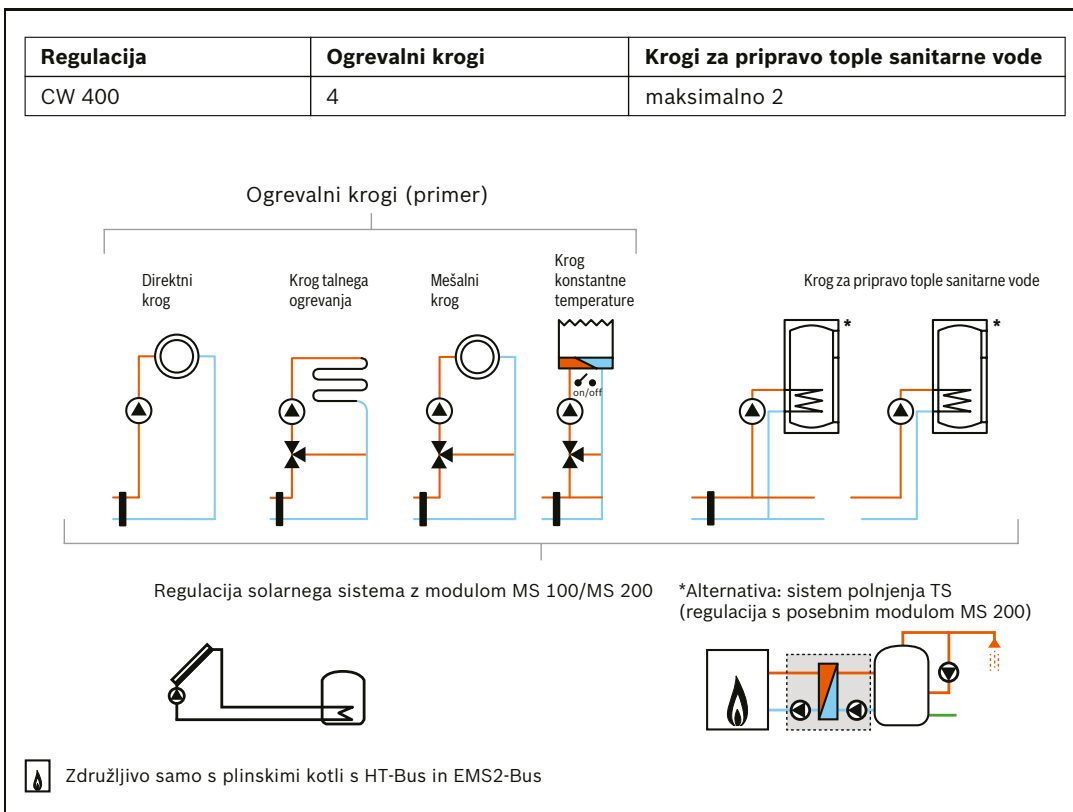 Regulacija Ogrevalni krogi Krogi za pripravo tople sanitarne vode
CW 400 4 maksimalno 2
Ogrevalni krogi (primer)
Direktni
krog
Krog talnega
ogrevanja
Mešalni
krog
Krog
konstantne
temperature
Krog za pripravo tople sanitarne vode
*
*
on/off
Regulacija solarnega sistema z modulom MS 100/MS 200
*Alternativa: sistem polnjenja TS
(regulacija s posebnim modulom MS 200)
Združljivo samo s plinskimi kotli s HT-Bus in EMS2-Bus